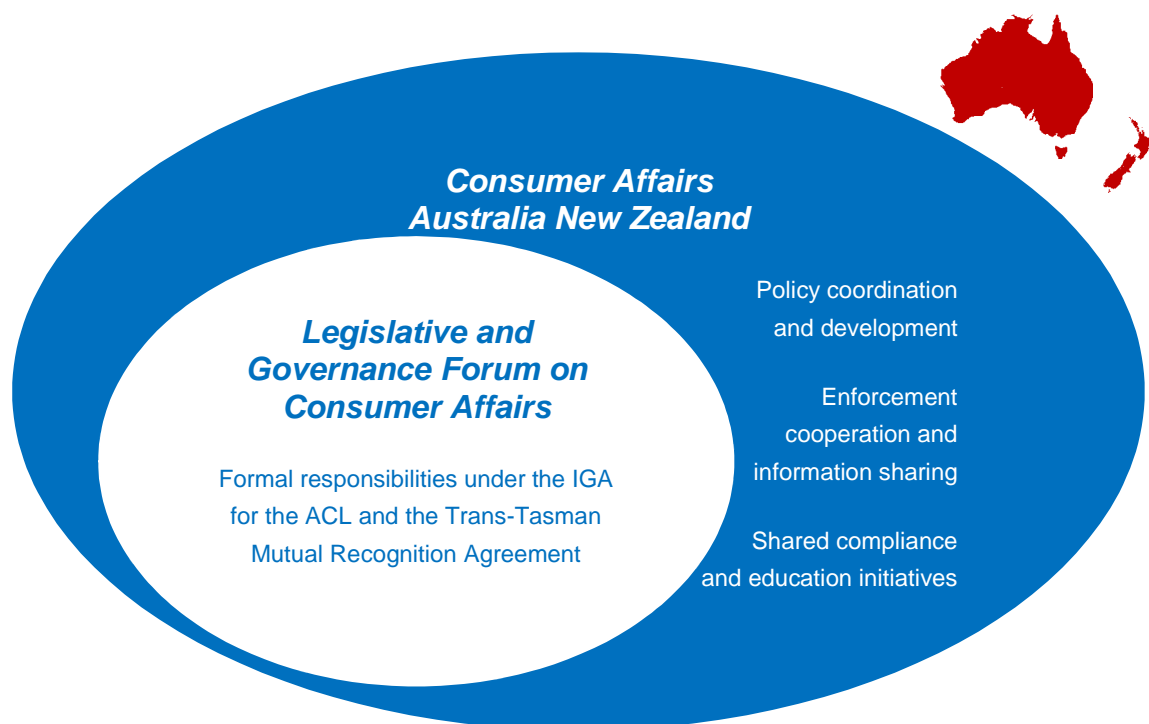 Consumer Affairs
Australia New Zealand
Legislative and
Governance Forum on
Consumer Affairs
Formal responsibilities under the IGA
for the ACL and the Trans-Tasman
Mutual Recognition Agreement
Policy coordination
and development
Enforcement
cooperation and
information sharing
Shared compliance
and education initiatives